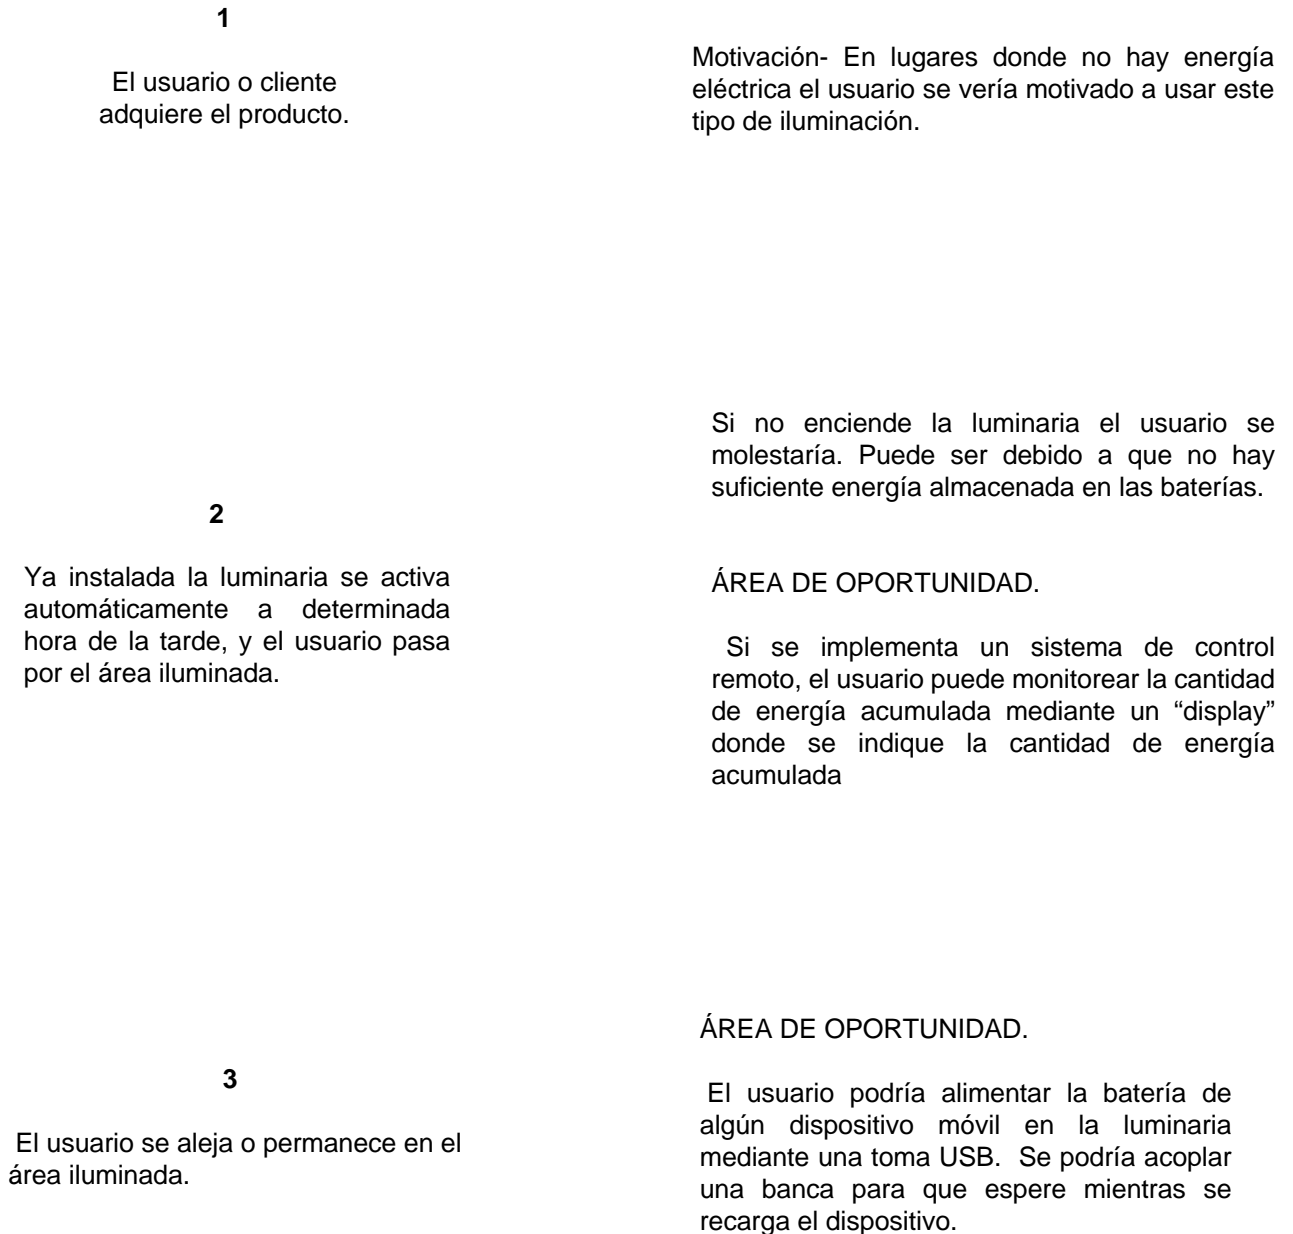 1
El usuario o cliente
adquiere el producto.
Motivación- En lugares donde no hay energía
eléctrica el usuario se vería motivado a usar este
tipo de iluminación.
2
Ya instalada la luminaria se activa
automáticamente a determinada
hora de la tarde, y el usuario pasa
por el área iluminada.
Si no enciende la luminaria el usuario se
molestaría. Puede ser debido a que no hay
suficiente energía almacenada en las baterías.
ÁREA DE OPORTUNIDAD.
Si se implementa un sistema de control
remoto, el usuario puede monitorear la cantidad
de energía acumulada mediante un “display”
donde se indique la cantidad de energía
acumulada
3
El usuario se aleja o permanece en el
área iluminada.
ÁREA DE OPORTUNIDAD.
El usuario podría alimentar la batería de
algún dispositivo móvil en la luminaria
mediante una toma USB. Se podría acoplar
una banca para que espere mientras se
recarga el dispositivo.